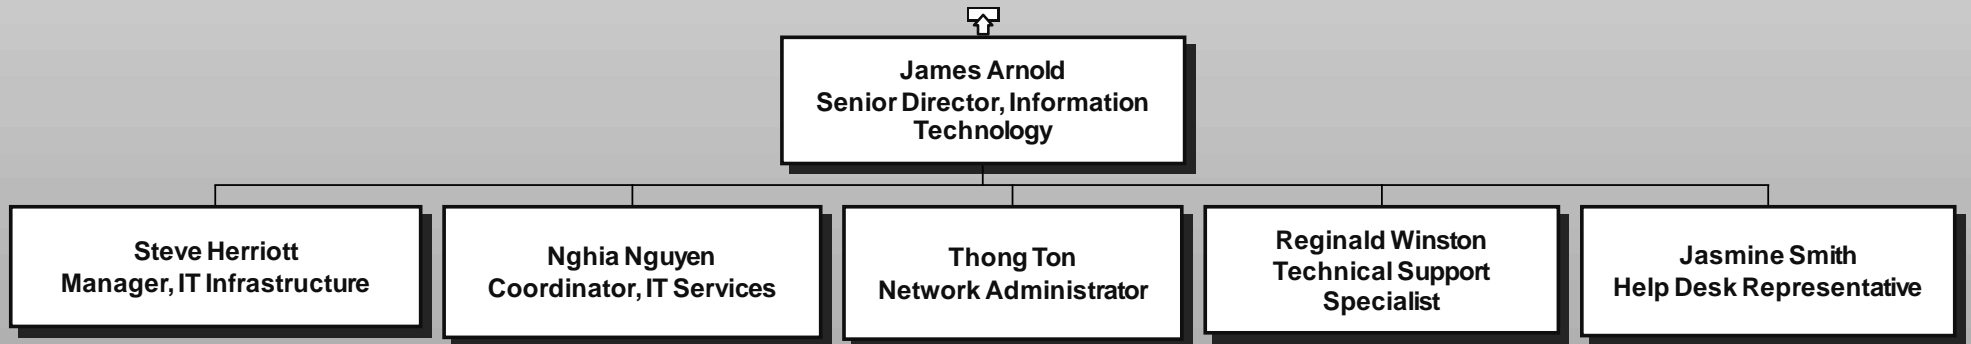 James Arnold
Senior Director, Information
Technology
Steve Herriott
Manager, IT Infrastructure
Nghia Nguyen
Coordinator, IT Services
Thong Ton
Network Administrator
Reginald Winston
Technical Support
Specialist
Jasmine Smith
Help Desk Representative